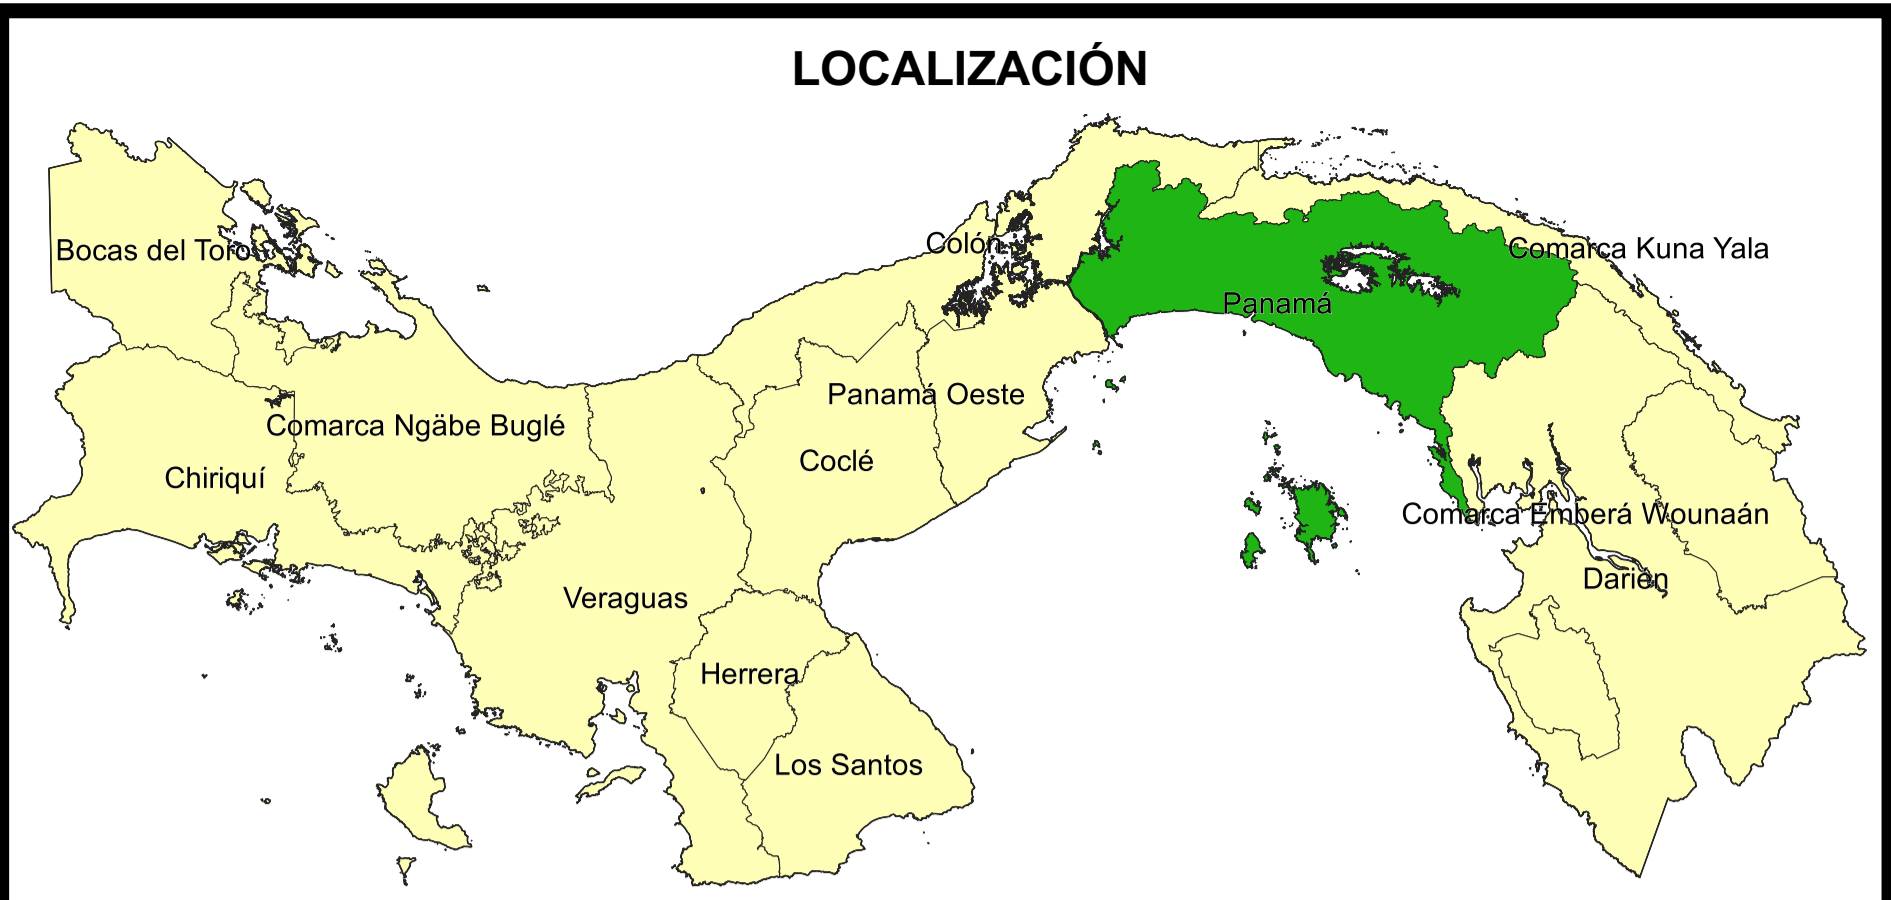 LOCALIZACIÓN
Bocas del Toro
Colón
Comarca Kuna Yala
Panamá
Panamá Oeste
Comarca Ngäbe Buglé
Coclé
Chiriquí
Comarca Emberá Wounaán
Darién
Veraguas
Herrera
Los Santos